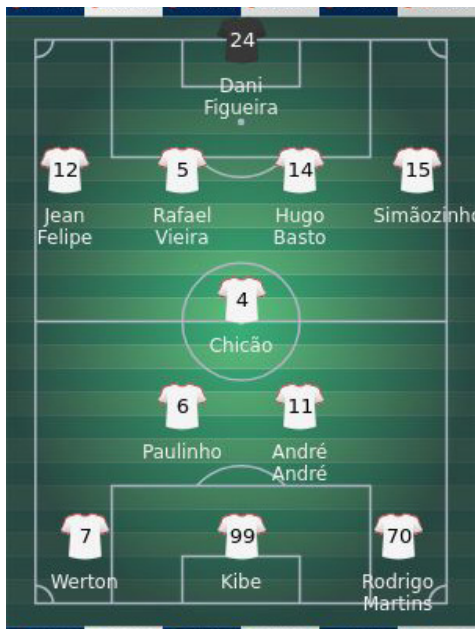 24
Dani
Figueira
12
5
14
15
Jean
Felipe
Rafael
Vieira
Hugo
Basto
Simãozinho
4
Chicão
6
11
Paulinho
André
André
7
99
70
Werton
Kibe
Rodrigo
Martins